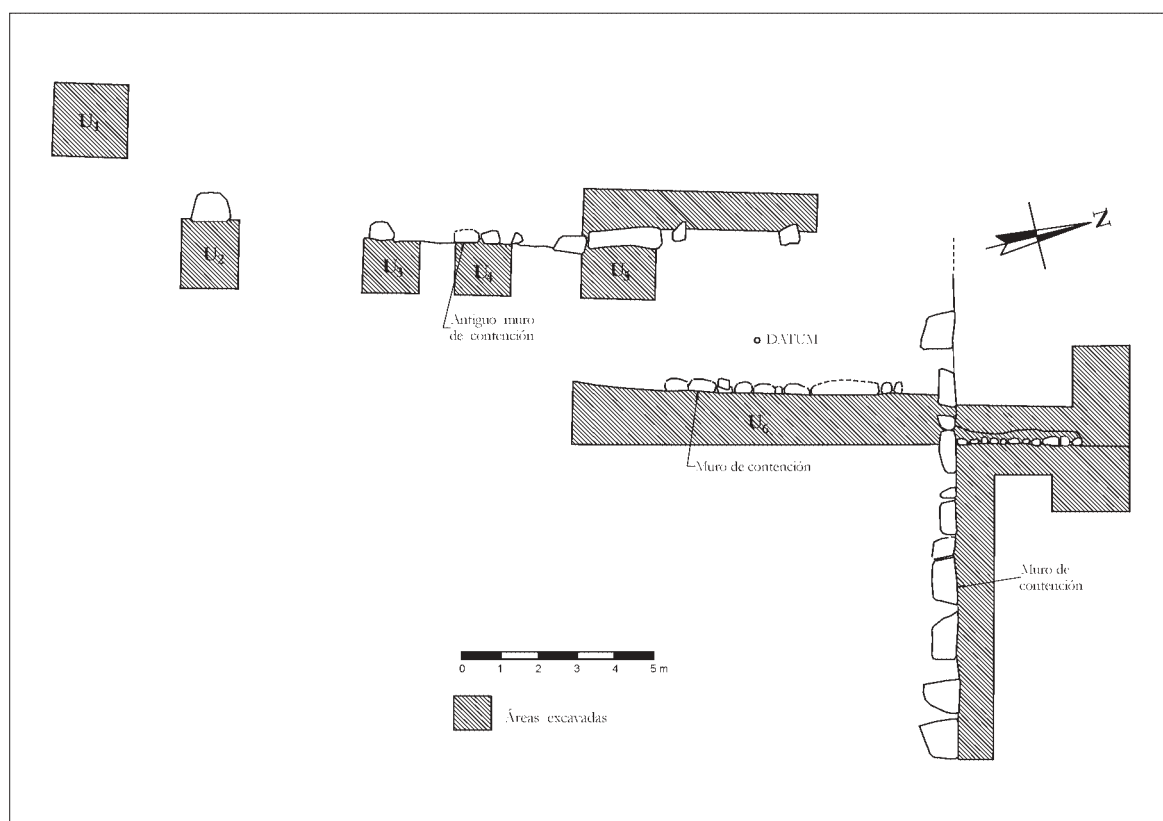 U1
U2
U3
U4
U5
N
Antiguo muro
de contención
DATUM
U6
Muro de contención
Muro de
contención
0 1 2 3 4 5 m
Áreas excavadas